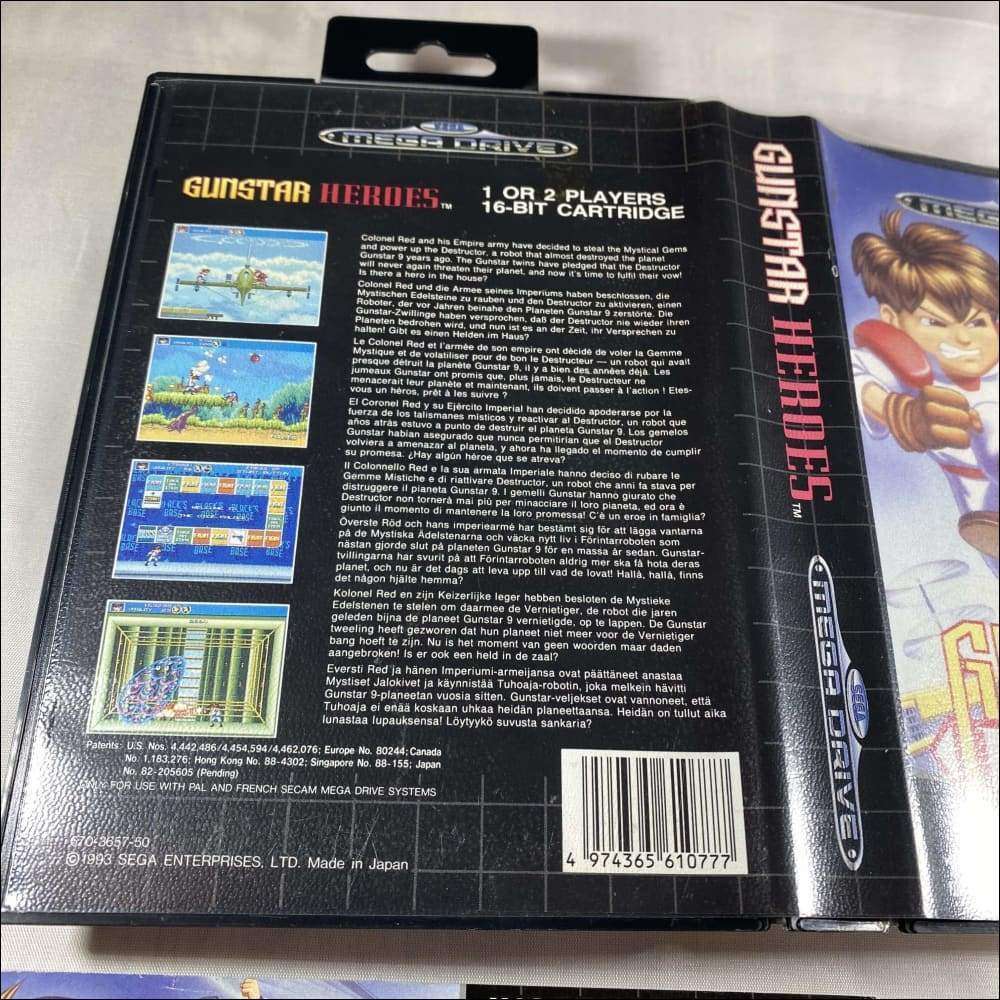 SEGA
MEGA DRIVE
GUNSTAR HEROES™
1 OR 2 PLAYERS
16-BIT CARTRIDGE
Colonel Red and his Empire army have decided to steal the Mystical Gems
and power up the Destructor, a robot that almost destroyed the planet
Gunstar 9 years ago. The Gunstar twins have pledged that the Destructor
will never again threaten their planet, and now it's time to fulfil their vow!
Is there a hero in the house?
Colonel Red und die Armee seines Imperiums haben beschlossen, die
Mystischen Edelsteine zu rauben und den Destructor zu aktivieren, einen
Roboter, der vor Jahren beinahe den Planeten Gunstar 9 zerstörte. Die
Gunstar-Zwillinge haben versprochen, daß der Destructor nie wieder ihren
Planeten bedrohen wird, und nun ist es an der Zeit, ihr Versprechen zu
halten! Gibt es einen Helden im Haus?
Le Colonel Red et l'armée de son empire ont décidé de voler la Gemme
Mystique et de volatiliser pour de bon le Destructeur — un robot qui avait
presque détruit la planète Gunstar 9, il y a bien des années déjà. Les
jumeaux Gunstar ont promis que, plus jamais, le Destructeur ne
menacerait leur planète et maintenant, ils doivent passer à l'action ! Etes-
vous un héros, prêt à les suivre ?
El Coronel Red y su Ejército Imperial han decidido apoderarse por la
fuerza de los talismanes místicos y reactivar al Destructor, un robot que
años atrás estuvo a punto de destruir el planeta Gunstar 9. Los gemelos
Gunstar habían asegurado que nunca permitirían que el Destructor
volviera a amenazar al planeta, y ahora ha llegado el momento de cumplir
su promesa. ¿Hay algún héroe que se atreva?
Il Colonnello Red e la sua armata Imperiale hanno deciso di rubare le
Gemme Mistiche e di riattivare Destructor, un robot che anni fa stava per
distruggere il pianeta Gunstar 9. I gemelli Gunstar hanno giurato che
Destructor non tornerà mai più per minacciare il loro pianeta, ed ora è
giunto il momento di mantenere la loro promessa! C'è un eroe in famiglia?
Överste Röd och hans imperiearmé har bestämt sig för att lägga vantarna
på de Mystiska Ädelstenarna och väcka nytt liv i Förintarroboten som
nästan gjorde slut på planeten Gunstar 9 för en massa år sedan. Gunstar-
tvillingarna har svurit på att Förintarroboten aldrig mer ska få hota deras
planet, och nu är det dags att leva upp till vad de lovat! Hallå, hallå, finns
det någon hjälte hemma?
Kolonel Red en zijn Keizerlijke leger hebben besloten de Mystieke
Edelstenen te stelen om daarmee de Vernietiger, de robot die jaren
geleden bijna de planeet Gunstar 9 vernietigde, op te lappen. De Gunstar
tweeling heeft gezworen dat hun planeet niet meer voor de Vernietiger
bang hoeft te zijn. Nu is het moment van geen woorden maar daden
aangebroken! Is er ook een held in de zaal?
Eversti Red ja hänen Imperiumi-armeijansa ovat päättäneet anastaa
Mystiset Jalokivet ja käynnistää Tuhoaja-robotin, joka melkein hävitti
Gunstar 9-planeetan vuosia sitten. Gunstar-veljekset ovat vannoneet, että
Tuhoaja ei enää koskaan uhkaa heidän planeettaansa. Heidän on tullut aika
lunastaa lupauksensa! Löytyykö suvusta sankaria?
Patents: U.S. Nos. 4,442,486/4,454,594/4,462,076; Europe No. 80244; Canada
No. 1,183,276; Hong Kong No. 88-4302; Singapore No. 88-155; Japan
No. 82-205605 (Pending)
ONLY FOR USE WITH PAL AND FRENCH SECAM MEGA DRIVE SYSTEMS
670-3657-50
©1993 SEGA ENTERPRISES, LTD. Made in Japan
4 974365 610777
GUNSTAR HEROES™
SEGA
MEGA DRIVE
MEGA